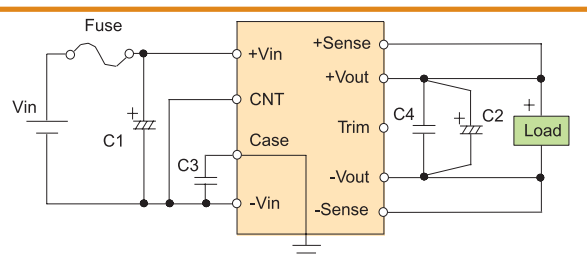 Fuse
+Vin
+Sense
+Vout
Vin
CNT
+
C1
+
C4
+
C2
+
Load
Trim
Case
C3
-Vout
-Vin
-Sense